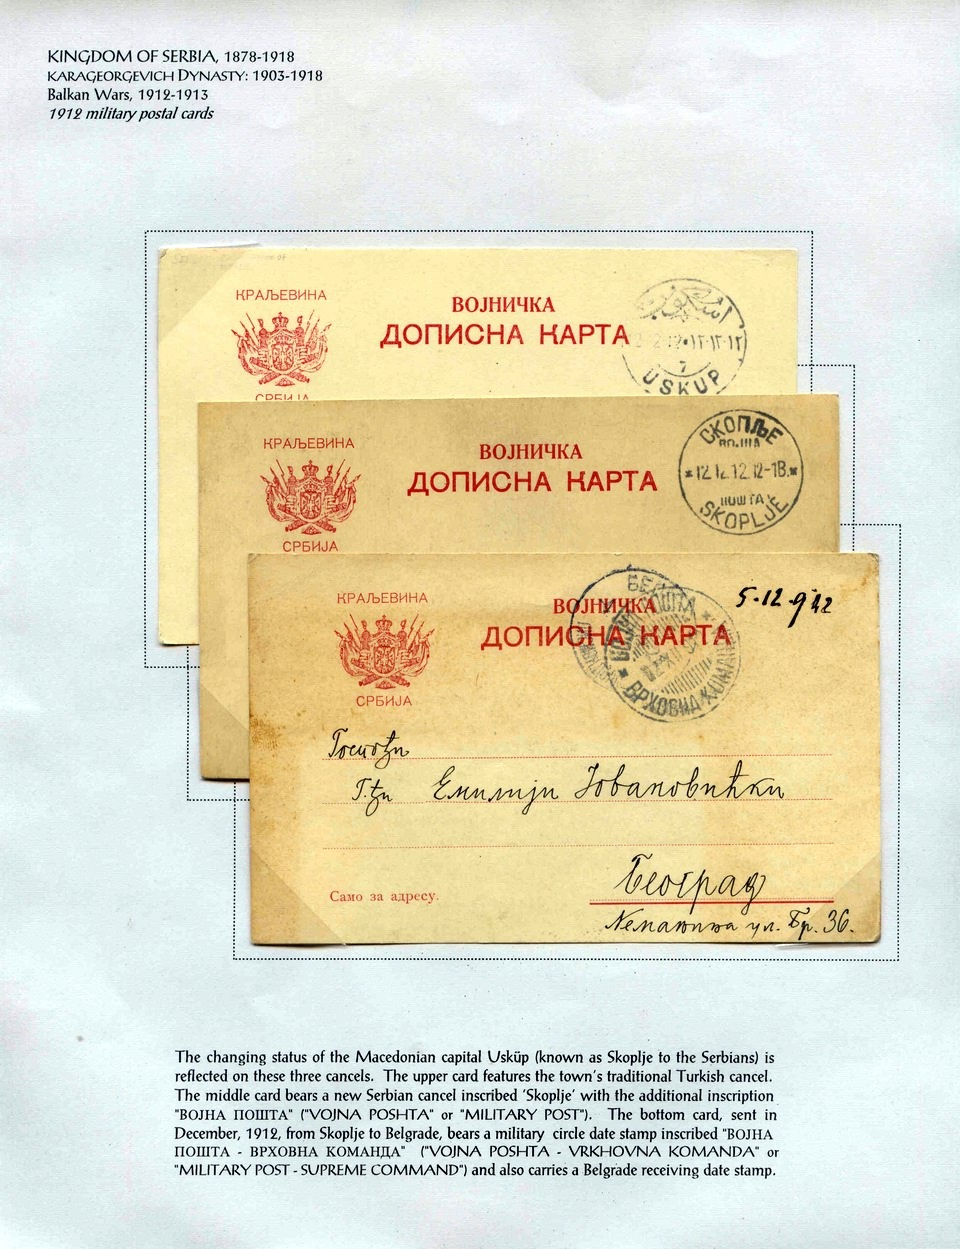 KINGDOM OF SERBIA, 1878-1918
KARAGEORGEVICH DYNASTY: 1903-1918
Balkan Wars, 1912-1913
1912 military postal cards
КРАЉЕВИНА
ВОЈНИЧКА
ДОПИСНА КАРТА
USKUP
СРБИЈА
КРАЉЕВИНА
ВОЈНИЧКА
ДОПИСНА КАРТА
СРБИЈА
СКОПЉЕ
ВОЈНА
*12.12.12.12-1В.*
ПОШТА
SKOPLJE
КРАЉЕВИНА
ВОЈНИЧКА
ДОПИСНА КАРТА
СРБИЈА
ВОЈНА ПОШТА
ВРХОВНА КОМАНДА
5-12-912
Госпођи
Г.ђи Емилији Јовановићки
Београд
Немањина ул. Бр. 36.
Само за адресу.
The changing status of the Macedonian capital Usküp (known as Skoplje to the Serbians) is
reflected on these three cancels. The upper card features the town's traditional Turkish cancel.
The middle card bears a new Serbian cancel inscribed 'Skoplje' with the additional inscription
"ВОЈНА ПОШТА" ("VOJNA POSHTA" or "MILITARY POST"). The bottom card, sent in
December, 1912, from Skoplje to Belgrade, bears a military circle date stamp inscribed "ВОЈНА
ПОШТА - ВРХОВНА КОМАНДА" ("VOJNA POSHTA - VRKHOVNA KOMANDA" or
"MILITARY POST - SUPREME COMMAND") and also carries a Belgrade receiving date stamp.